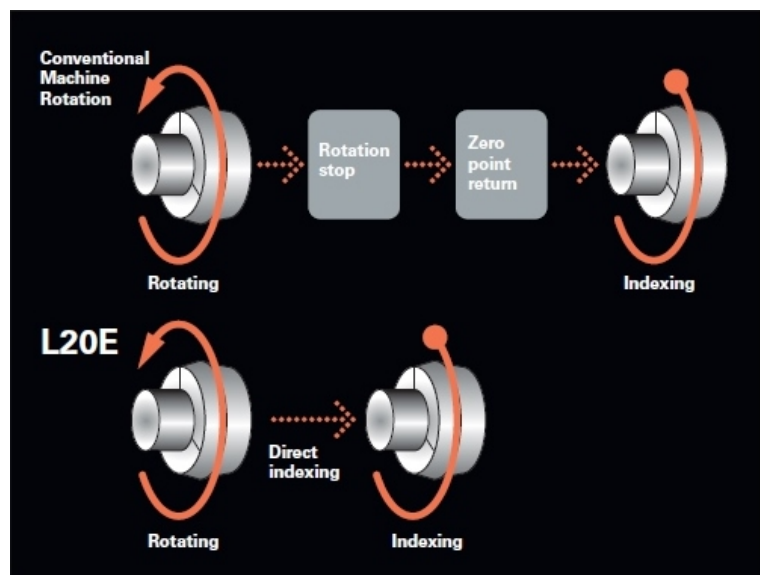 Conventional
Machine
Rotation
Rotation
stop
Zero
point
return
Rotating
Indexing
L20E
Direct
indexing
Rotating
Indexing